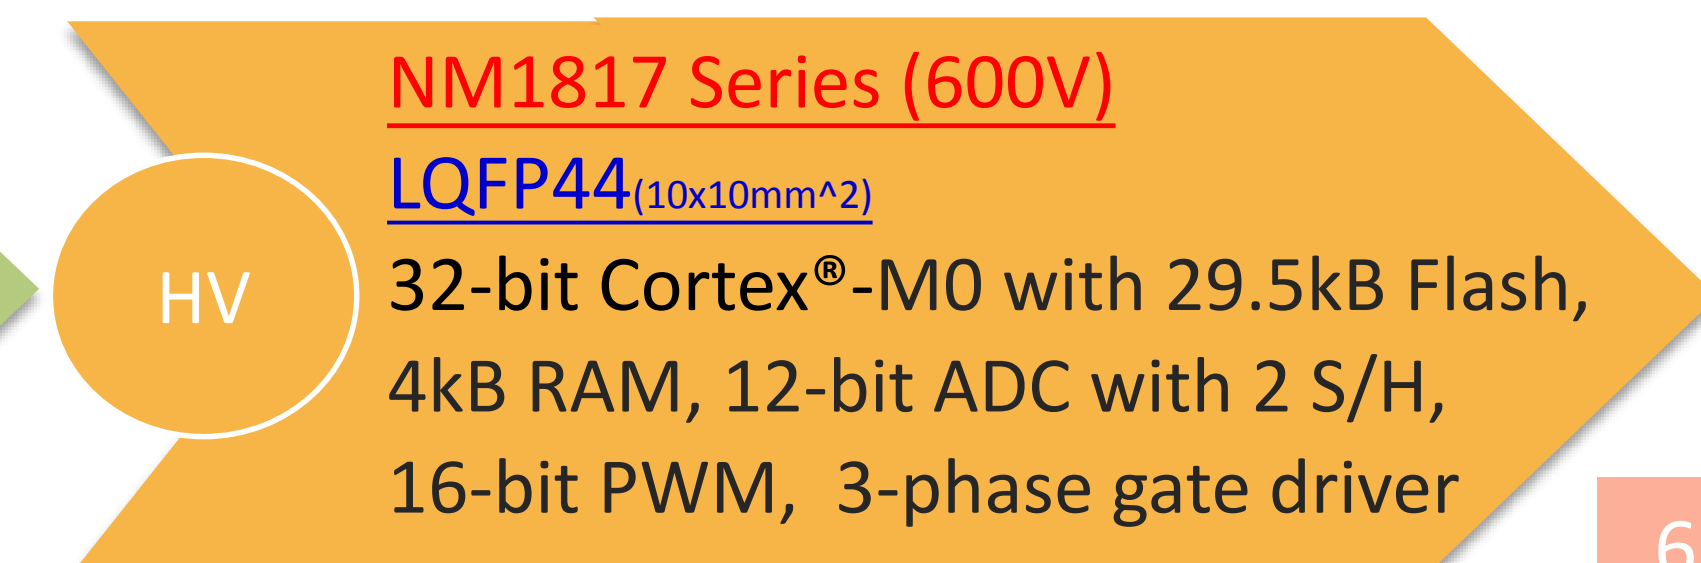 NM1817 Series (600V)
LQFP44(10x10mm^2)
HV
32-bit Cortex®-M0 with 29.5kB Flash,
4kB RAM, 12-bit ADC with 2 S/H,
16-bit PWM,  3-phase gate driver
6